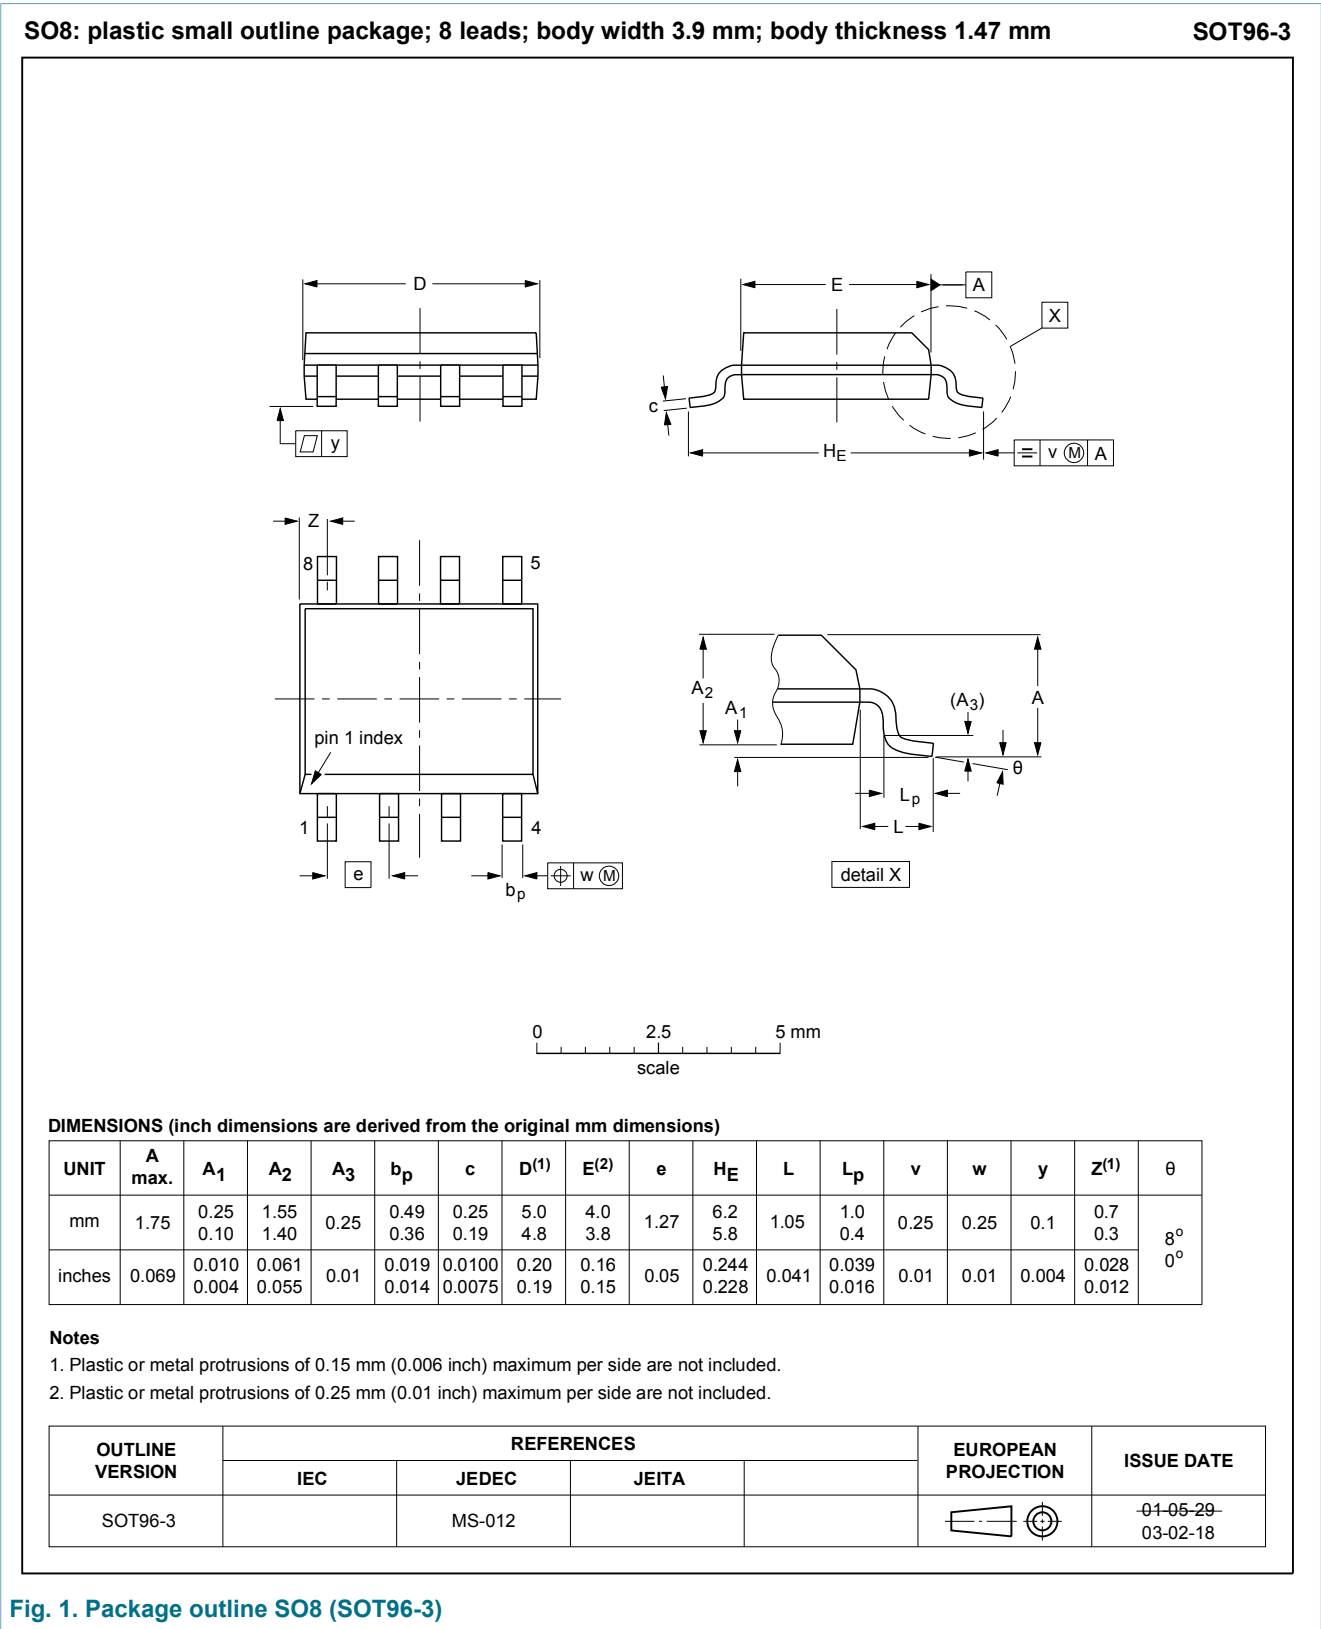 SO8: plastic small outline package; 8 leads; body width 3.9 mm; body thickness 1.47 mm SOT96-3
D
E
A
X
c
y
HE
v M A
Z
8
5
pin 1 index
1
4
e
bp
w M
A2
A1
(A3)
A
θ
Lp
L
detail X
0 2.5 5 mm
scale
DIMENSIONS (inch dimensions are derived from the original mm dimensions)
UNIT A max. A1 A2 A3 bp c D(1) E(2) e HE L Lp v w y Z(1) θ
mm 1.75 0.25 0.10 1.55 1.40 0.25 0.49 0.36 0.25 0.19 5.0 4.8 4.0 3.8 1.27 6.2 5.8 1.05 1.0 0.4 0.25 0.25 0.1 0.7 0.3 8o 0o
inches 0.069 0.010 0.004 0.061 0.055 0.01 0.019 0.014 0.0100 0.0075 0.20 0.19 0.16 0.15 0.05 0.244 0.228 0.041 0.039 0.016 0.01 0.01 0.004 0.028 0.012
Notes
1. Plastic or metal protrusions of 0.15 mm (0.006 inch) maximum per side are not included.
2. Plastic or metal protrusions of 0.25 mm (0.01 inch) maximum per side are not included.
OUTLINE VERSION REFERENCES EUROPEAN PROJECTION ISSUE DATE
IEC JEDEC JEITA
SOT96-3 MS-012 01-05-29
03-02-18
Fig. 1. Package outline SO8 (SOT96-3)